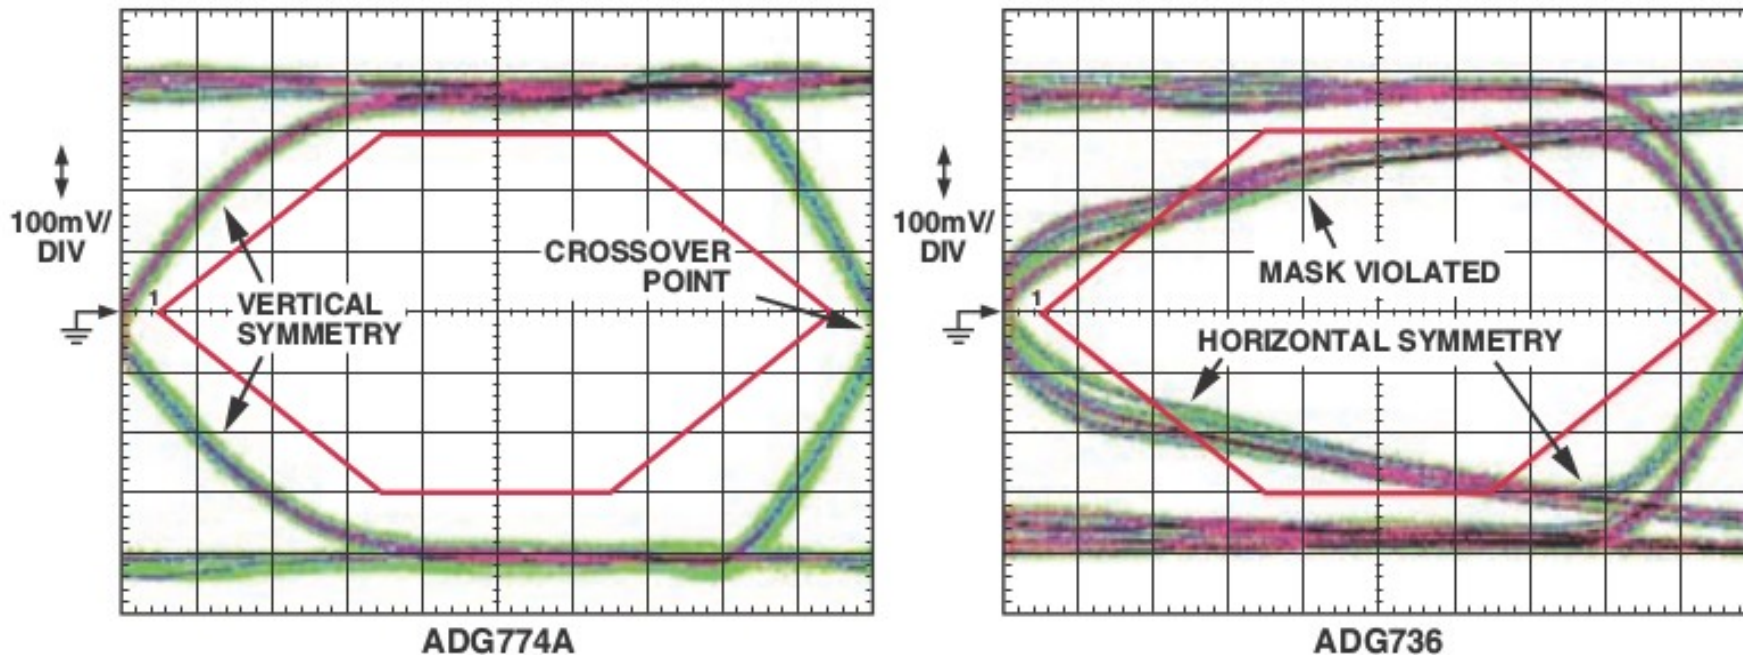 100mV/
DIV
1
VERTICAL
SYMMETRY
CROSSOVER
POINT
ADG774A
100mV/
DIV
1
MASK VIOLATED
HORIZONTAL SYMMETRY
ADG736